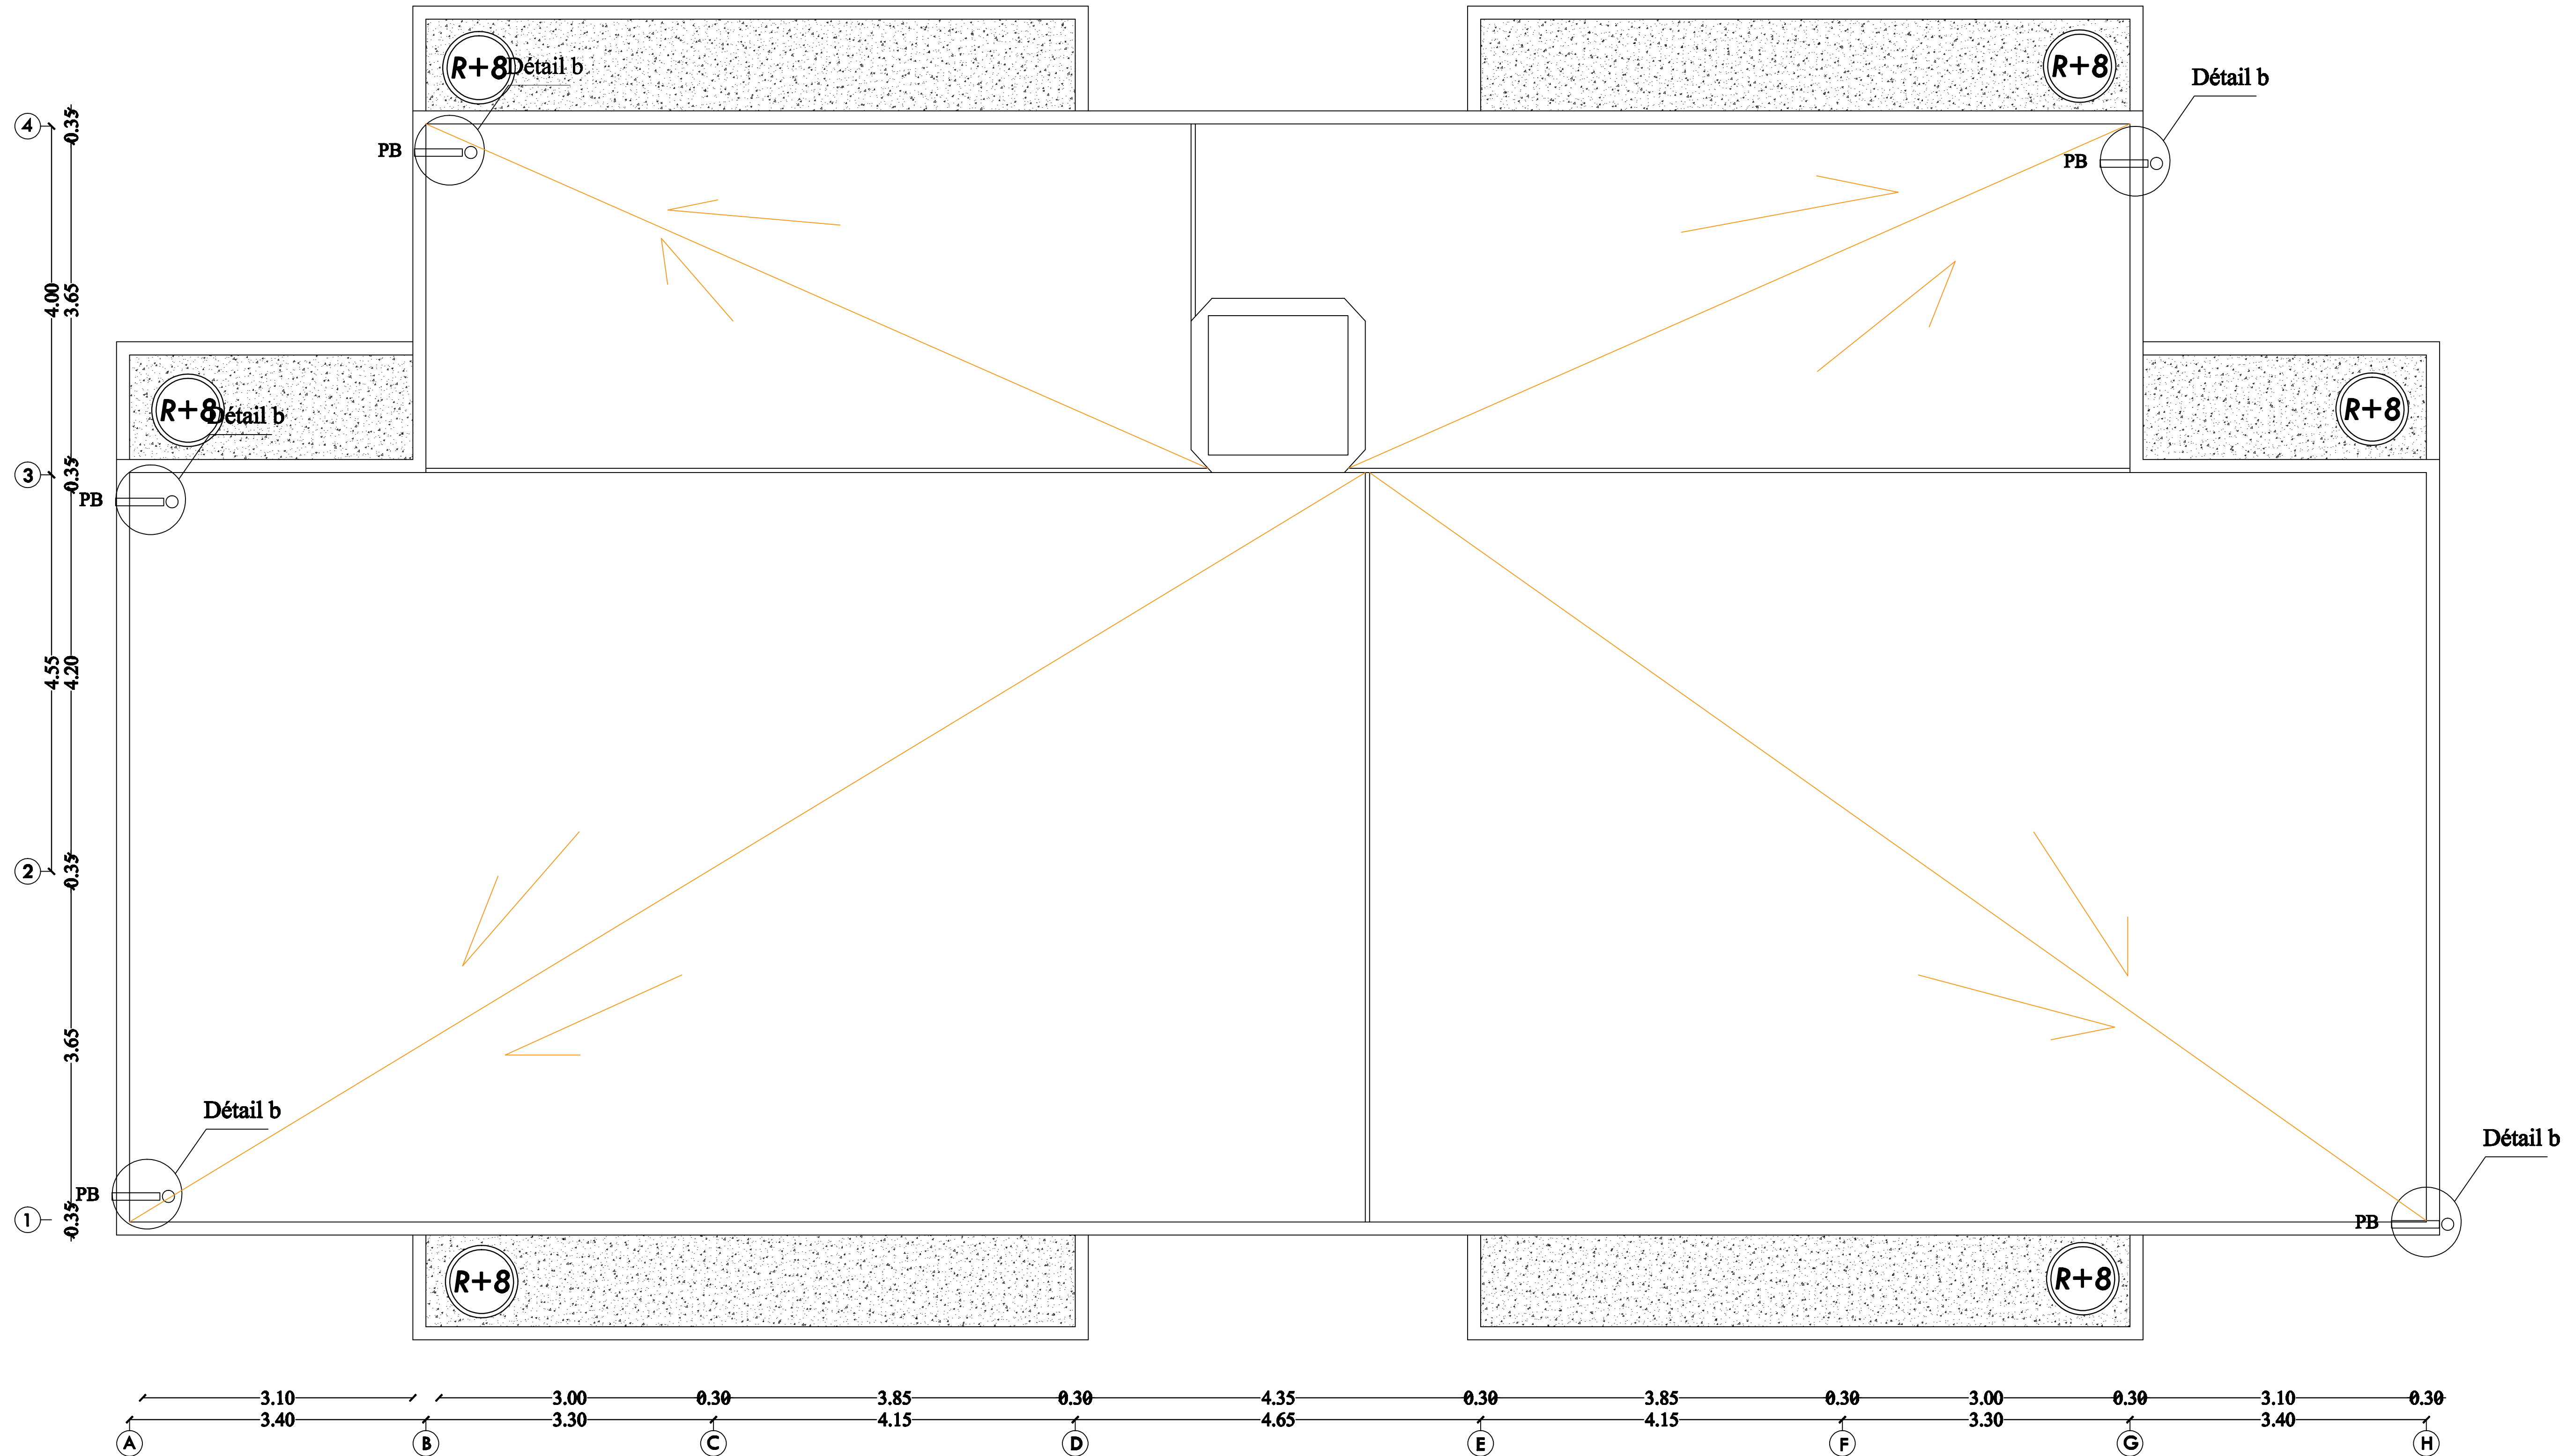 R+8
Détail b
R+8
Détail b
4
0.35
PB
PB
4.00
3.65
R+8
Détail b
R+8
3
0.35
PB
4.55
4.20
2
0.35
3.65
Détail b
Détail b
PB
1
0.35
PB
R+8
R+8
3.10 3.00 0.30 3.85 0.30 4.35 0.30 3.85 0.30 3.00 0.30 3.10 0.30
3.40 3.30 4.15 4.65 4.15 3.30 3.40
A B C D E F G H